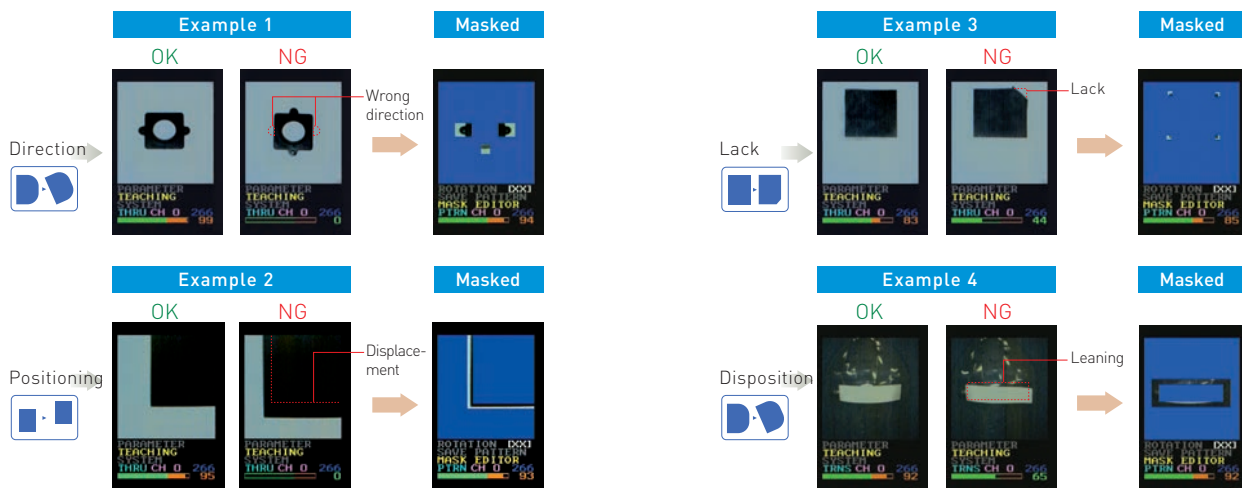 Example 1
Masked
OK
NG
Wrong
direction
Direction
PARAMETER
TEACHING
SYSTEM
THRU CH 0 266
99
PARAMETER
TEACHING
SYSTEM
THRU CH 0 266
0
ROTATION [XX]
SAVE PATTERN
MASK EDITOR
PTRN CH 0 266
94
Example 3
Masked
OK
NG
Lack
Lack
PARAMETER
TEACHING
SYSTEM
THRU CH 0 266
83
PARAMETER
TEACHING
SYSTEM
THRU CH 0 266
44
ROTATION [XX]
SAVE PATTERN
MASK EDITOR
PTRN CH 0 266
85
Example 2
Masked
OK
NG
Displace-
ment
Positioning
PARAMETER
TEACHING
SYSTEM
THRU CH 0 266
95
PARAMETER
TEACHING
SYSTEM
THRU CH 0 266
0
ROTATION [XX]
SAVE PATTERN
MASK EDITOR
PTRN CH 0 266
93
Example 4
Masked
OK
NG
Leaning
Disposition
PARAMETER
TEACHING
SYSTEM
TRNS CH 0 266
92
PARAMETER
TEACHING
SYSTEM
TRNS CH 0 266
65
ROTATION [XX]
SAVE PATTERN
MASK EDITOR
PTRN CH 0 266
92